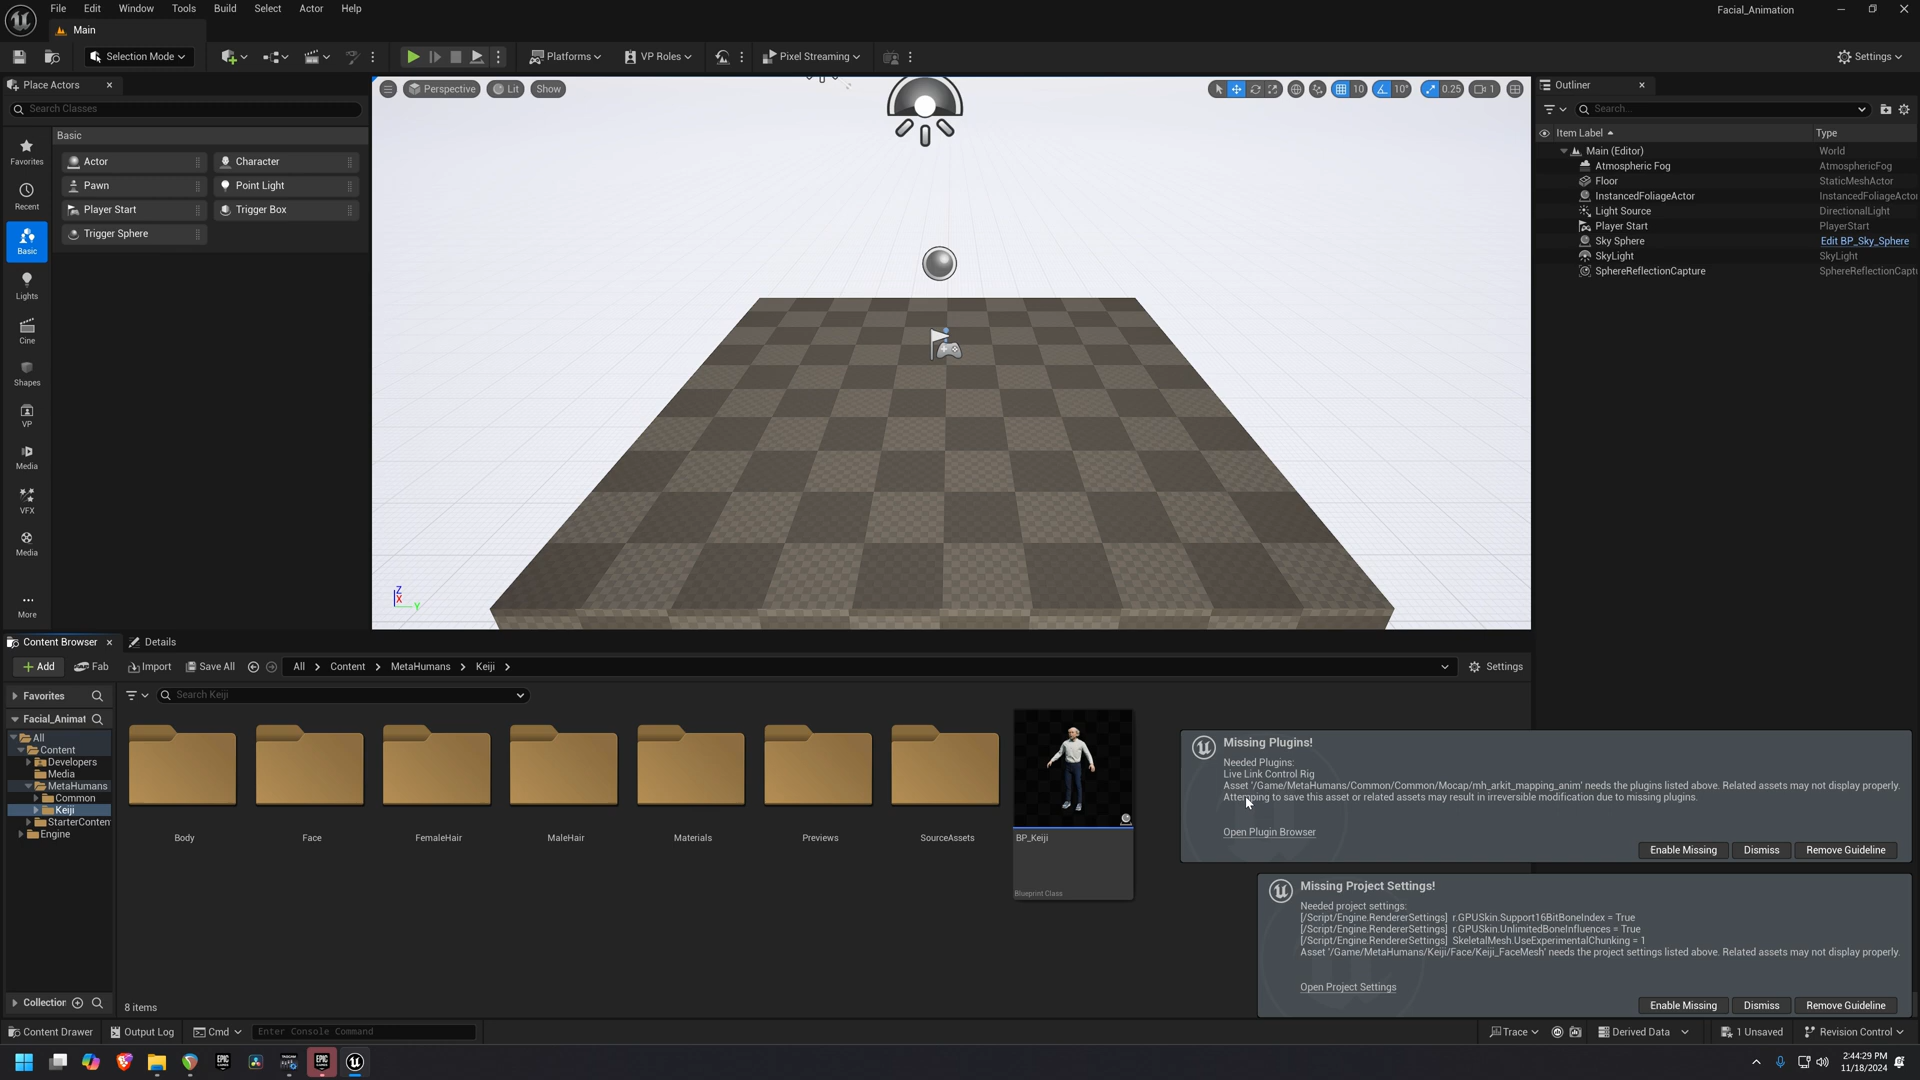 File Edit Window Tools Build Select Actor Help
Facial_Animation
Main
Selection Mode
Platforms
VP Roles
Pixel Streaming
Settings
Place Actors
Search Classes
Favorites
Recent
Basic
Lights
Cine
Shapes
VP
Media
VFX
Media
More
Basic
Actor
Character
Pawn
Point Light
Player Start
Trigger Box
Trigger Sphere
Perspective
Lit
Show
10
10°
0.25
1
Z
X
Y
Outliner
Search...
Item Label
Type
Main (Editor) World
Atmospheric Fog AtmosphericFog
Floor StaticMeshActor
InstancedFoliageActor InstancedFoliageActor
Light Source DirectionalLight
Player Start PlayerStart
Sky Sphere Edit BP_Sky_Sphere
SkyLight SkyLight
SphereReflectionCapture SphereReflectionCaptu
Content Browser
Details
Add
Fab
Import
Save All
All > Content > MetaHumans > Keiji >
Settings
Favorites
Search Keiji
Facial_Animat
All
Content
Developers
Media
MetaHumans
Common
Keiji
StarterConten
Engine
Collection
Body
Face
FemaleHair
MaleHair
Materials
Previews
SourceAssets
BP_Keiji
Blueprint Class
8 items
Missing Plugins!
Needed Plugins:
Live Link Control Rig
Asset '/Game/MetaHumans/Common/Common/Mocap/mh_arkit_mapping_anim' needs the plugins listed above. Related assets may not display properly.
Attempting to save this asset or related assets may result in irreversible modification due to missing plugins.
Open Plugin Browser
Enable Missing
Dismiss
Remove Guideline
Missing Project Settings!
Needed project settings:
[/Script/Engine.RendererSettings] r.GPUSkin.Support16BitBoneIndex = True
[/Script/Engine.RendererSettings] r.GPUSkin.UnlimitedBoneInfluences = True
[/Script/Engine.RendererSettings] SkeletalMesh.UseExperimentalChunking = 1
Asset '/Game/MetaHumans/Keiji/Face/Keiji_FaceMesh' needs the project settings listed above. Related assets may not display properly.
Open Project Settings
Enable Missing
Dismiss
Remove Guideline
Content Drawer
Output Log
Cmd
Enter Console Command
Trace
Derived Data
1 Unsaved
Revision Control
2:44:29 PM
11/18/2024